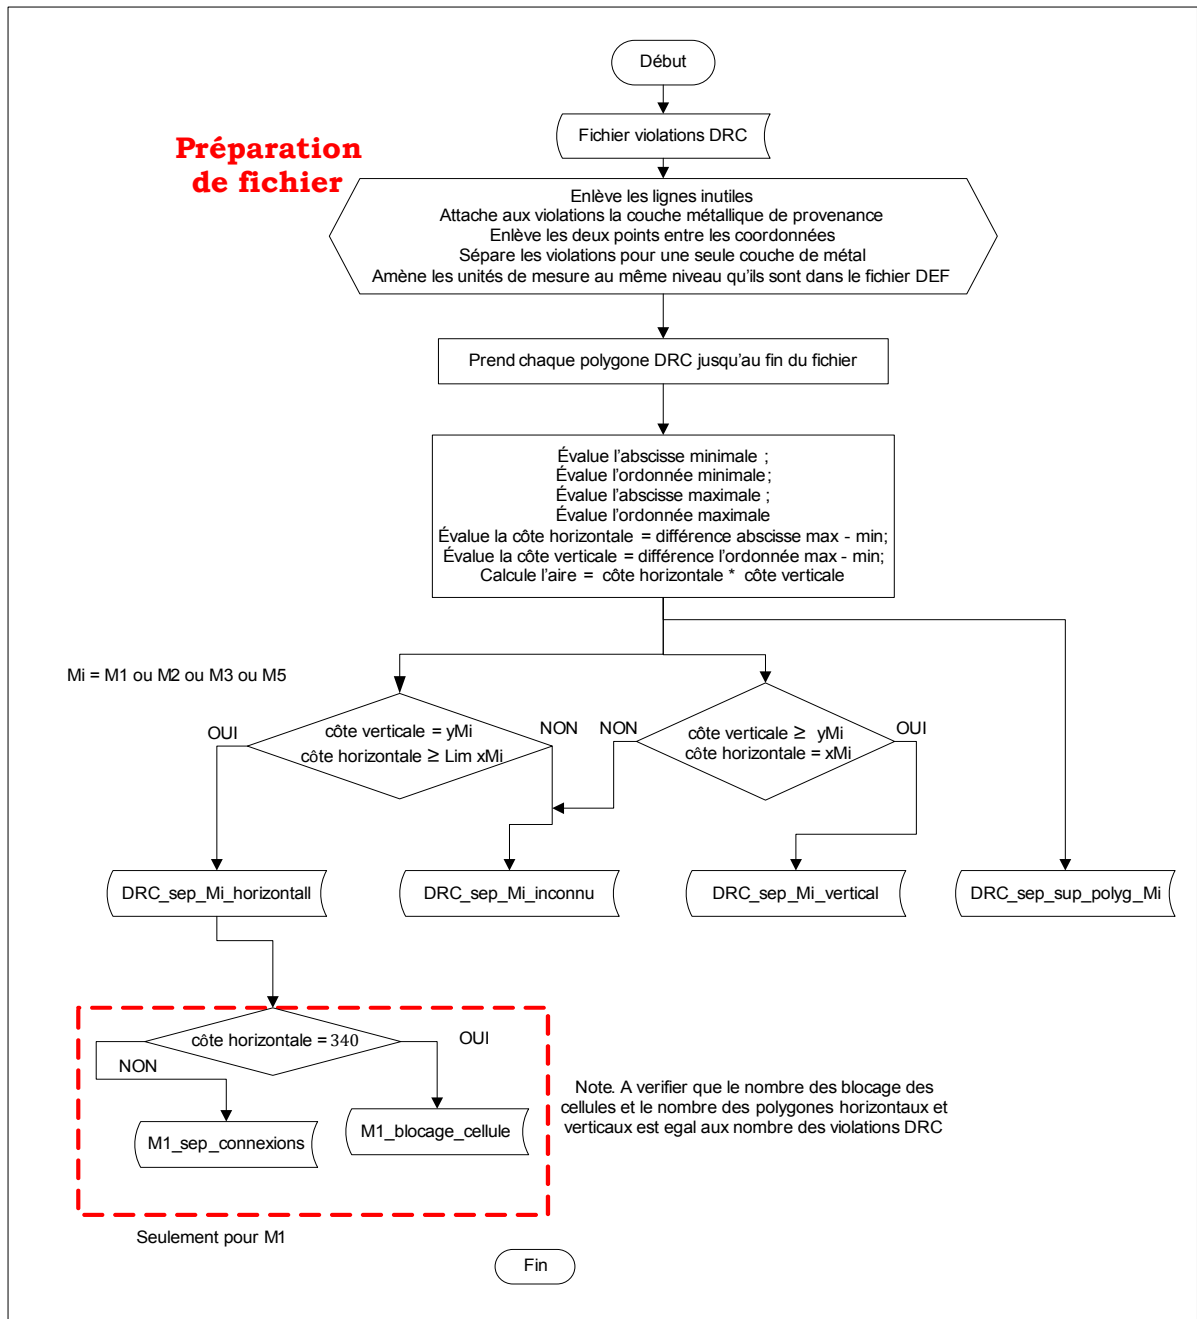 Début
Fichier violations DRC
Préparation
de fichier
Enlève les lignes inutiles
Attache aux violations la couche métallique de provenance
Enlève les deux points entre les coordonnées
Sépare les violations pour une seule couche de métal
Amène les unités de mesure au même niveau qu'ils sont dans le fichier DEF
Prend chaque polygone DRC jusqu'au fin du fichier
Évalue l'abscisse minimale ;
Évalue l'ordonnée minimale;
Évalue l'abscisse maximale ;
Évalue l'ordonnée maximale
Évalue la côte horizontale = différence abscisse max - min;
Évalue la côte verticale = différence l'ordonnée max - min;
Calcule l'aire = côte horizontale * côte verticale
Mi = M1 ou M2 ou M3 ou M5
OUI
côte verticale = yMi
côte horizontale ≥ Lim xMi
NON
NON
côte verticale ≥ yMi
côte horizontale = xMi
OUI
DRC_sep_Mi_horizontall
DRC_sep_Mi_inconnu
DRC_sep_Mi_vertical
DRC_sep_sup_polyg_Mi
côte horizontale = 340
OUI
NON
M1_sep_connexions
M1_blocage_cellule
Note. A verifier que le nombre des blocage des
cellules et le nombre des polygones horizontaux et
verticaux est egal aux nombre des violations DRC
Seulement pour M1
Fin